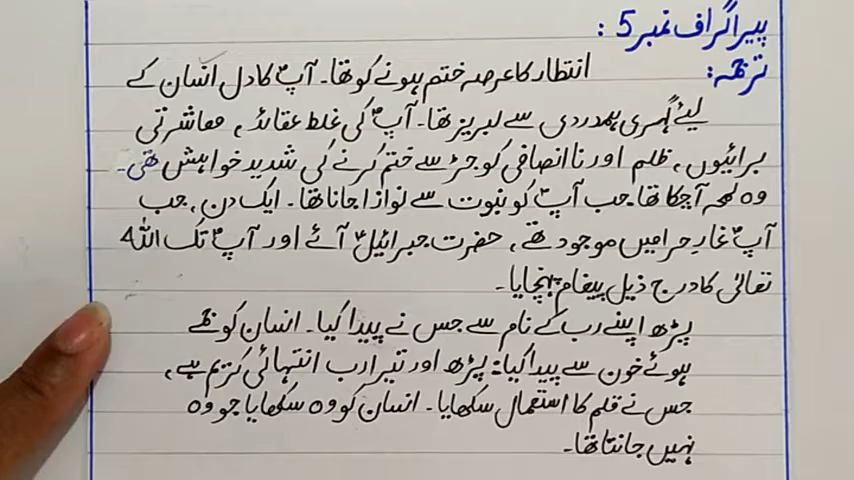 پیراگراف نمبر 5:
ترجمہ:
انتظار کا عرصہ ختم ہونے کو تھا۔ آپؐ کا دل انسان کے
لیئے گہری ہمدردی سے لبریز تھا۔ آپؐ کی غلط عقائد، معاشرتی
برائیوں، ظلم اور ناانصافی کو جڑ سے ختم کرنے کی شدید خواہش تھی۔
وہ لمحہ آچکا تھا جب آپؐ کو نبوت سے نوازا جانا تھا۔ ایک دن، جب
آپؐ غارِ حرا میں موجود تھے، حضرت جبرائیلؑ آئے اور آپؐ تک اللہ
تعالیٰ کا درج ذیل پیغام پہنچایا۔
پڑھ اپنے رب کے نام سے جس نے پیدا کیا۔ انسان کو جمے
ہوئے خون سے پیدا کیا: پڑھ اور تیرا رب انتہائی کریم ہے،
جس نے قلم کا استعمال سکھایا۔ انسان کو وہ سکھایا جو وہ
نہیں جانتا تھا۔